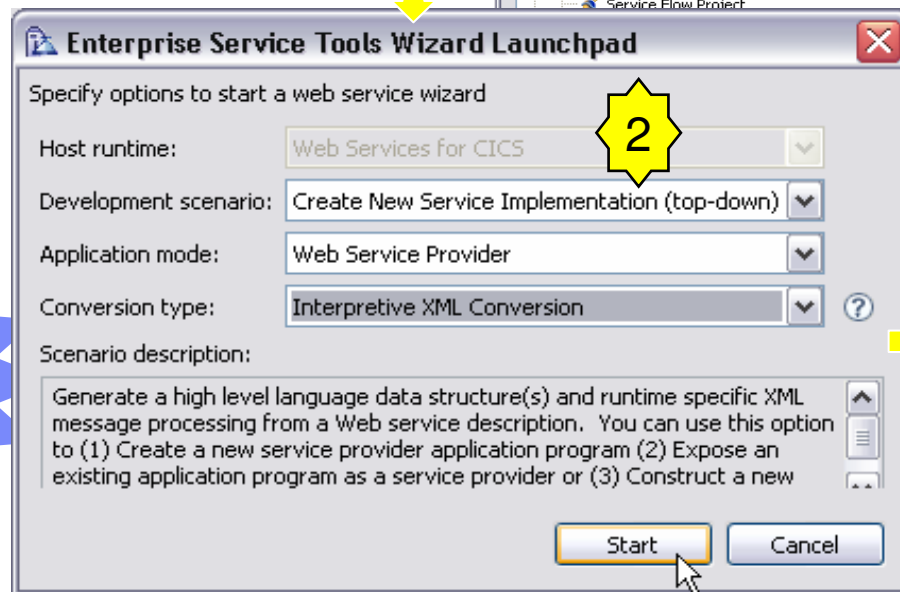 Service Flow Project
Enterprise Service Tools Wizard Launchpad
Specify options to start a web service wizard
2
Host runtime: Web Services for CICS
Development scenario: Create New Service Implementation (top-down)
Application mode: Web Service Provider
Conversion type: Interpretive XML Conversion
?
Scenario description:
Generate a high level language data structure(s) and runtime specific XML
message processing from a Web service description. You can use this option
to (1) Create a new service provider application program (2) Expose an
existing application program as a service provider or (3) Construct a new
Start Cancel